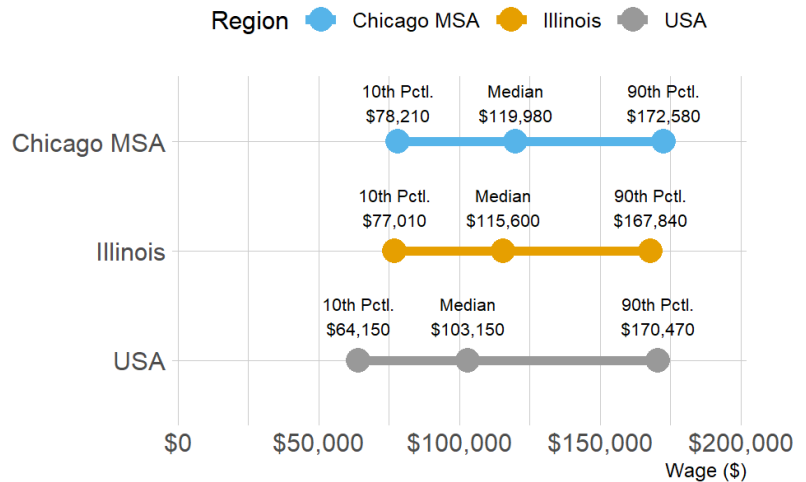 Region Chicago MSA Illinois USA
10th Pctl. Median 90th Pctl.
$78,210 $119,980 $172,580
Chicago MSA
10th Pctl. Median 90th Pctl.
$77,010 $115,600 $167,840
Illinois
10th Pctl. Median 90th Pctl.
$64,150 $103,150 $170,470
USA
$0 $50,000 $100,000 $150,000 $200,000
Wage ($)